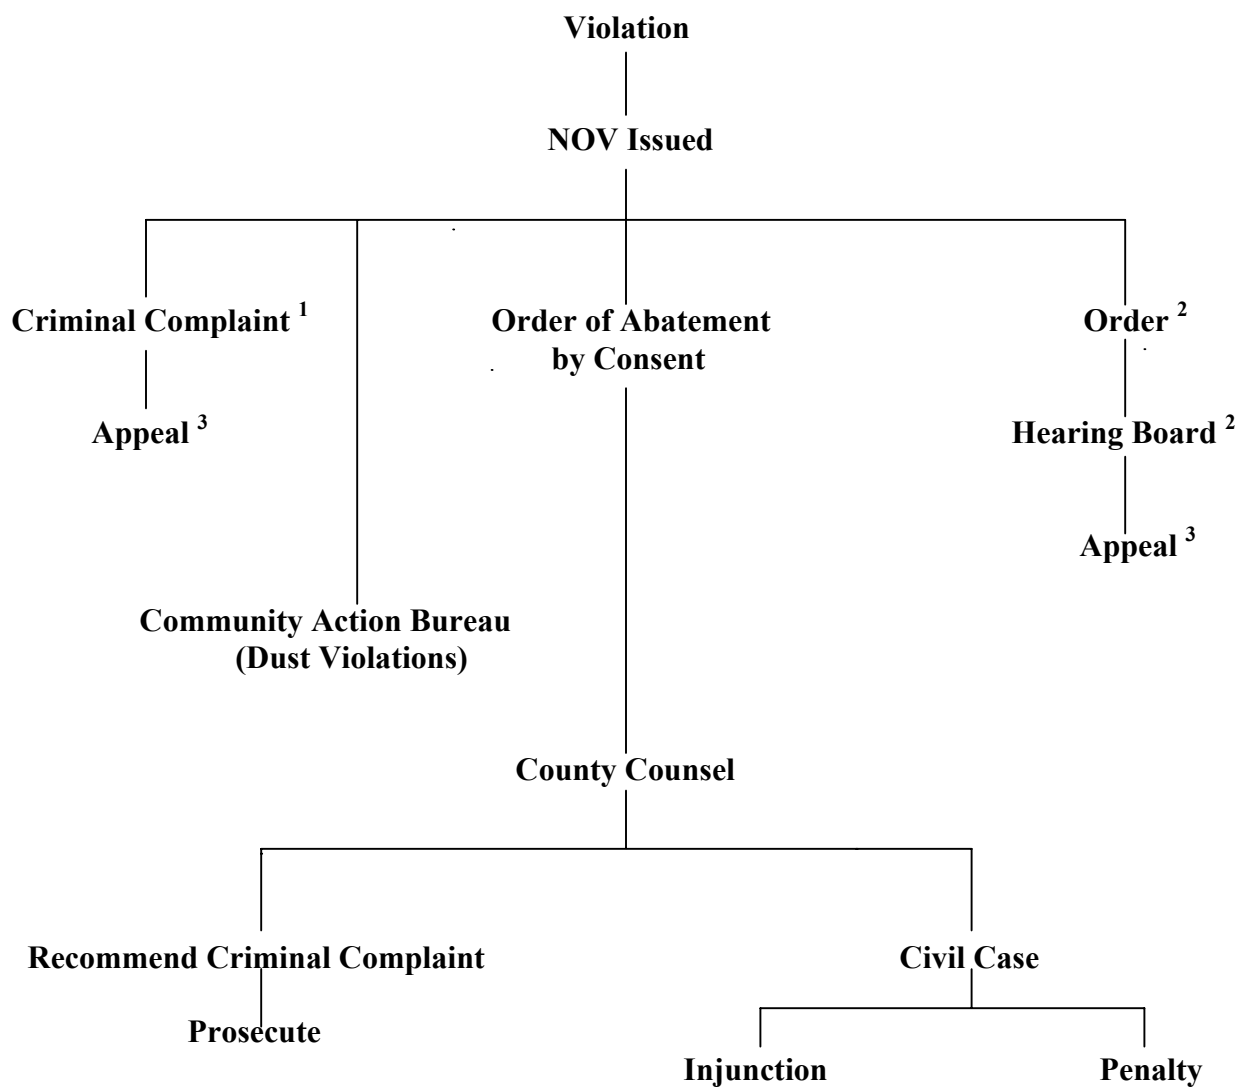 Violation
NOV Issued
Criminal Complaint 1
Order of Abatement
by Consent
Order 2
Appeal 3
Hearing Board 2
Appeal 3
Community Action Bureau
(Dust Violations)
County Counsel
Recommend Criminal Complaint
Civil Case
Prosecute
Injunction
Penalty